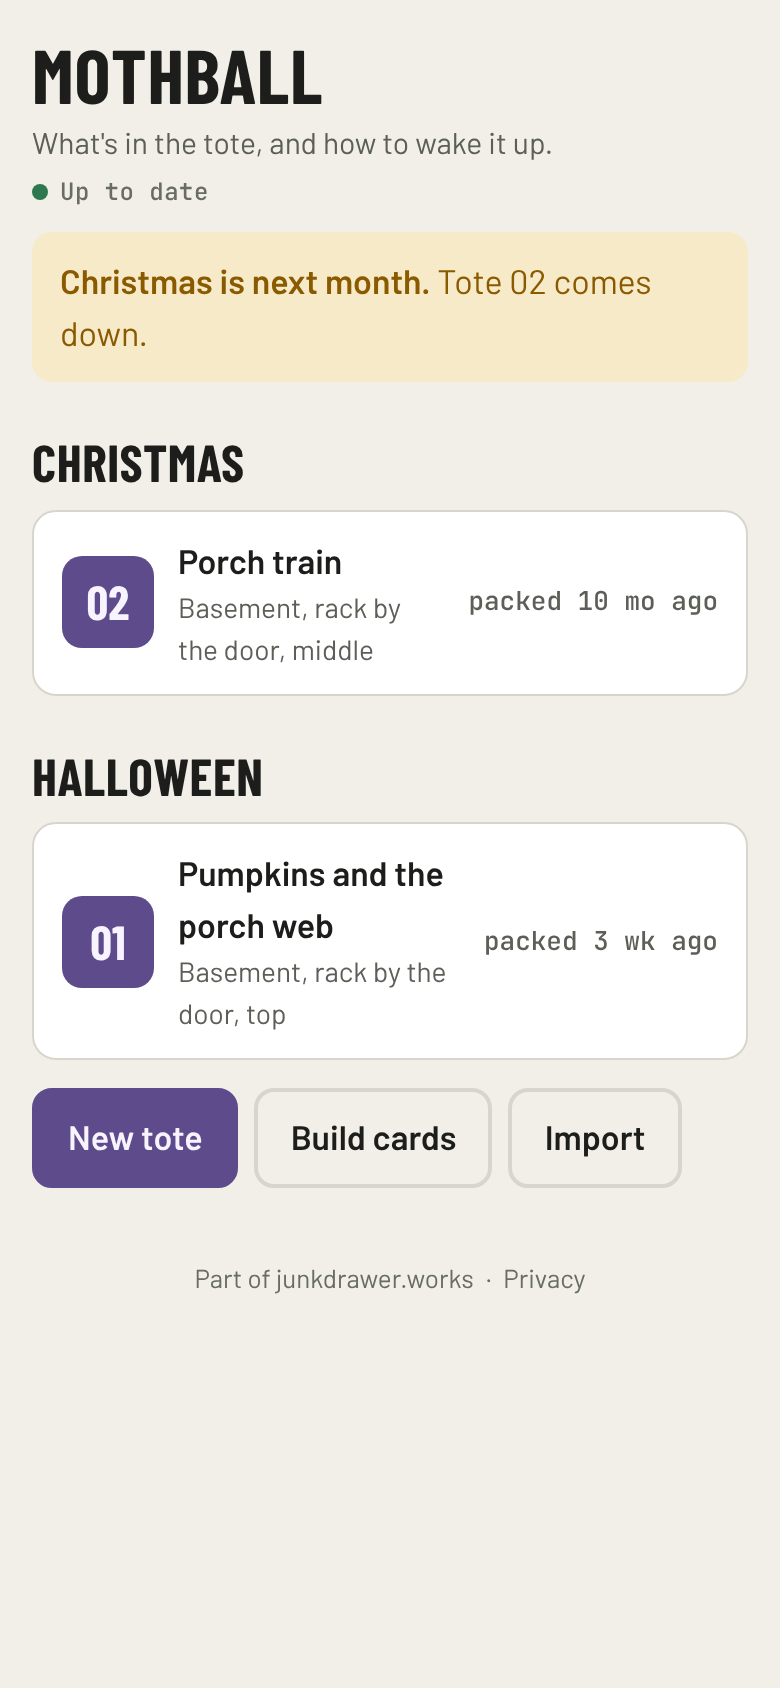 MOTHBALL
What's in the tote, and how to wake it up.
Up to date
Christmas is next month. Tote 02 comes
down.
CHRISTMAS
02
Porch train
Basement, rack by
the door, middle
packed 10 mo ago
HALLOWEEN
01
Pumpkins and the
porch web
Basement, rack by the
door, top
packed 3 wk ago
New tote
Build cards
Import
Part of junkdrawer.works · Privacy